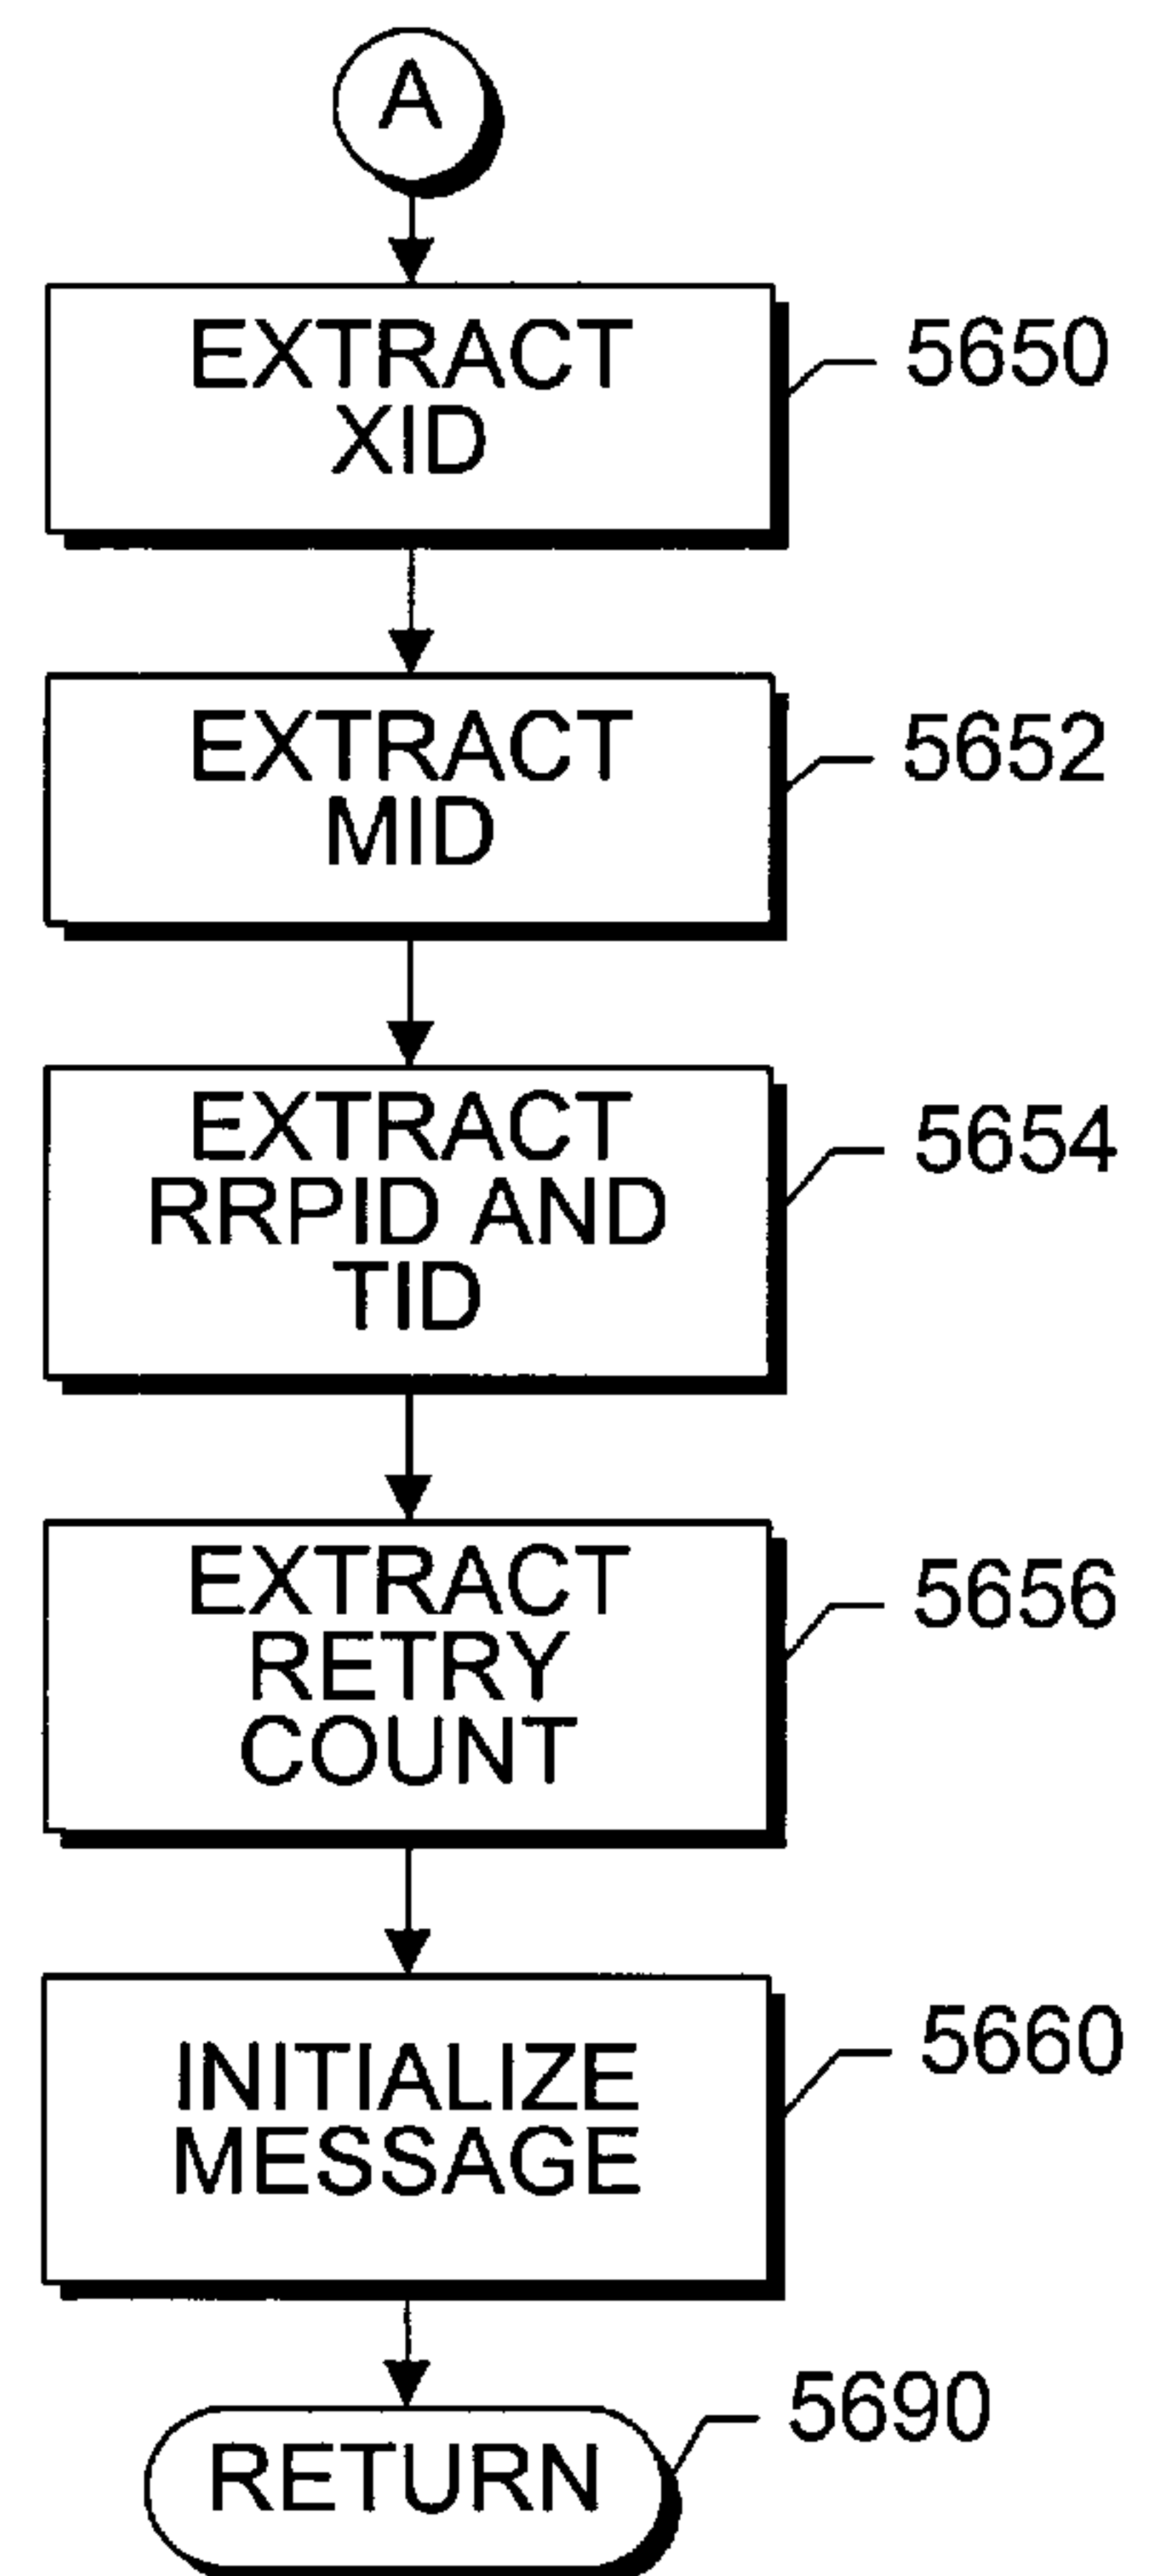 A
EXTRACT
XID
5650
EXTRACT
MID
5652
EXTRACT
RRPID AND
TID
5654
EXTRACT
RETRY
COUNT
5656
INITIALIZE
MESSAGE
5660
RETURN
5690